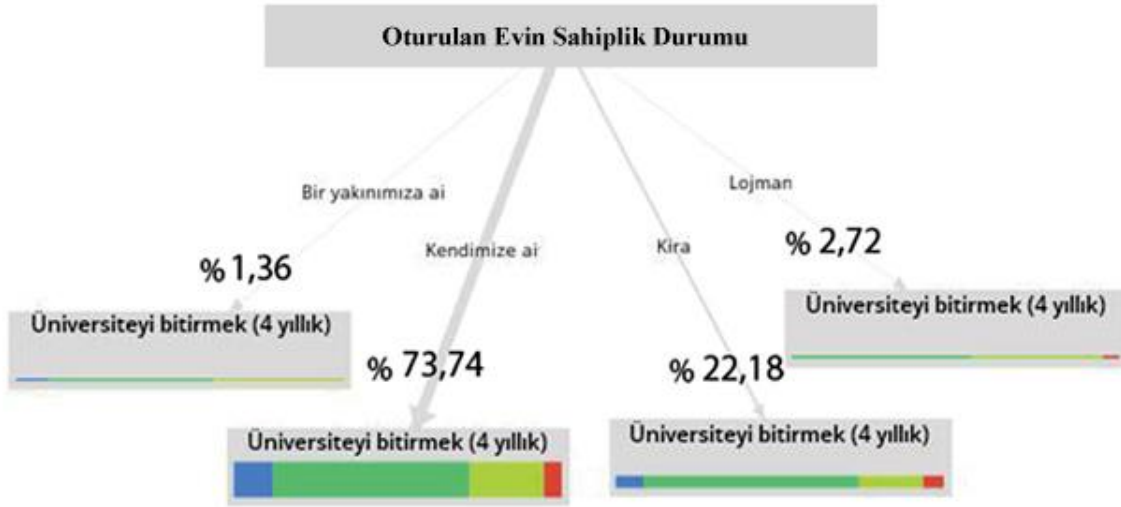 Oturulan Evin Sahiplik Durumu
Bir yakınımıza ai
Kendimize ai
Kira
Lojman
% 1,36
% 73,74
% 22,18
% 2,72
Üniversiteyi bitirmek (4 yıllık)
Üniversiteyi bitirmek (4 yıllık)
Üniversiteyi bitirmek (4 yıllık)
Üniversiteyi bitirmek (4 yıllık)